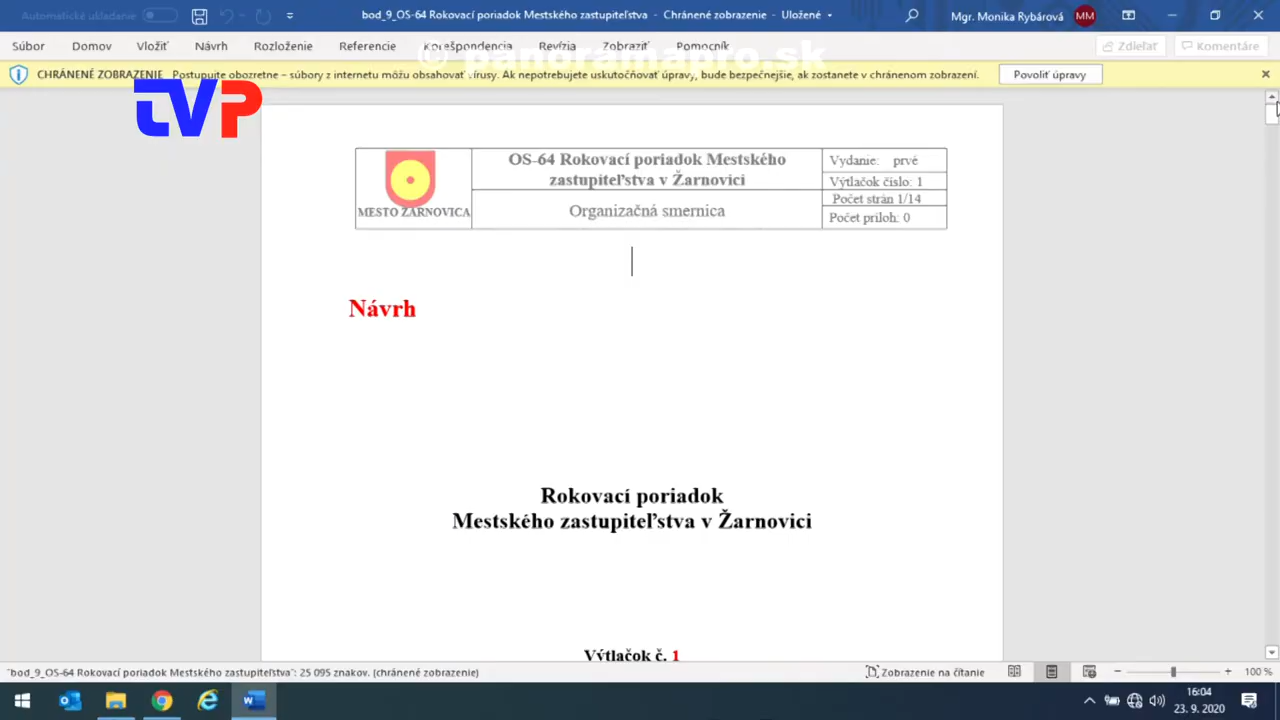 Automatické ukladanie
bod_9_OS-64 Rokovací poriadok Mestského zastupiteľstva - Chránené zobrazenie - Uložené
Mgr. Monika Rybárová
MM
Súbor Domov Vložiť Návrh Rozloženie Referencie Korešpondencia Revízia Zobraziť Pomocník
Zdieľať Komentáre
© panoramapro.sk
CHRÁNENÉ ZOBRAZENIE Postupujte obozretne – súbory z internetu môžu obsahovať vírusy. Ak nepotrebujete uskutočňovať úpravy, bude bezpečnejšie, ak zostanete v chránenom zobrazení.
Povoliť úpravy
tVP
OS-64 Rokovací poriadok Mestského
zastupiteľstva v Žarnovici
Organizačná smernica
MESTO ŽARNOVICA
Vydanie: prvé
Výtlačok číslo: 1
Počet strán 1/14
Počet príloh: 0
Návrh
Rokovací poriadok
Mestského zastupiteľstva v Žarnovici
Výtlačok č. 1
"bod_9_OS-64 Rokovací poriadok Mestského zastupiteľstva": 25 095 znakov. (chránené zobrazenie)
Zobrazenie na čítanie
100 %
16:04
23. 9. 2020